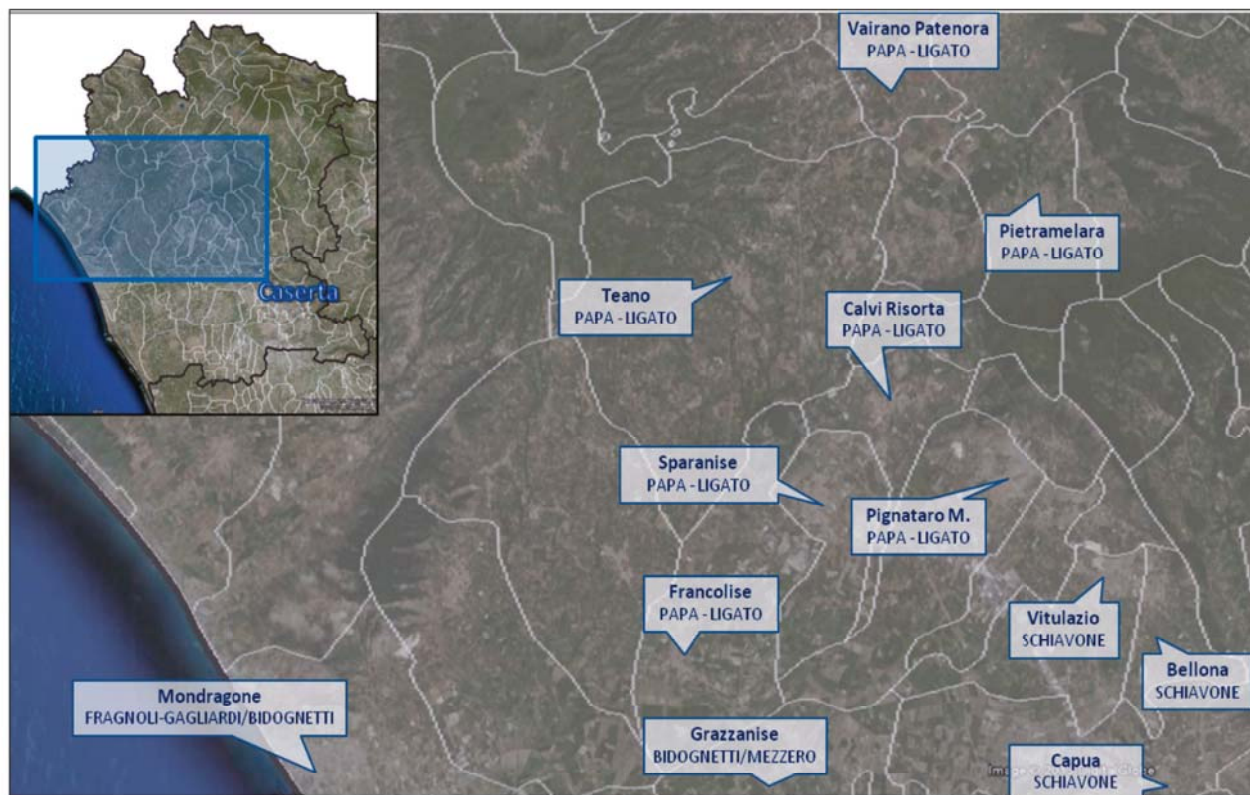 Vairano Patenora
PAPA - LIGATO
Pietramelara
PAPA - LIGATO
Caserta
Teano
PAPA - LIGATO
Calvi Risorta
PAPA - LIGATO
Sparanise
PAPA - LIGATO
Pignataro M.
PAPA - LIGATO
Francolise
PAPA - LIGATO
Vitulazio
SCHIAVONE
Bellona
SCHIAVONE
Mondragone
FRAGNOLI-GAGLIARDI/BIDOGNETTI
Grazzanise
BIDOGNETTI/MEZZERO
Capua
SCHIAVONE